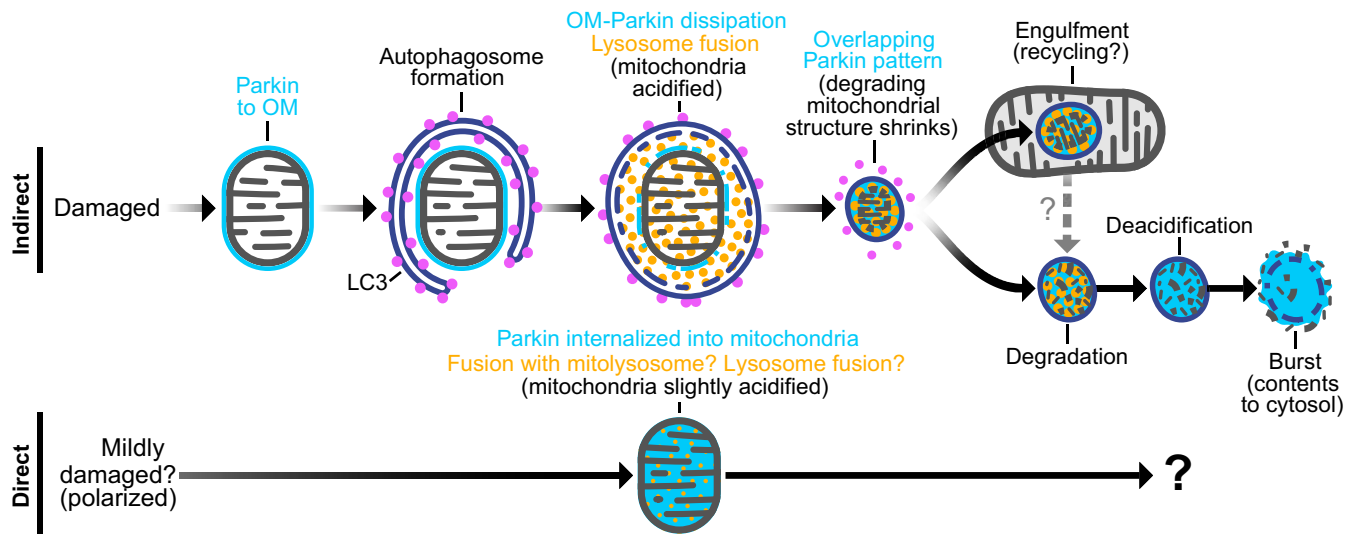 Indirect
Damaged
Parkin
to OM
Autophagosome
formation
LC3
OM-Parkin dissipation
Lysosome fusion
(mitochondria
acidified)
Overlapping
Parkin pattern
(degrading
mitochondrial
structure shrinks)
Engulfment
(recycling?)
?
Degradation
Deacidification
Burst
(contents
to cytosol)
Direct
Mildly
damaged?
(polarized)
Parkin internalized into mitochondria
Fusion with mitolysosome? Lysosome fusion?
(mitochondria slightly acidified)
?